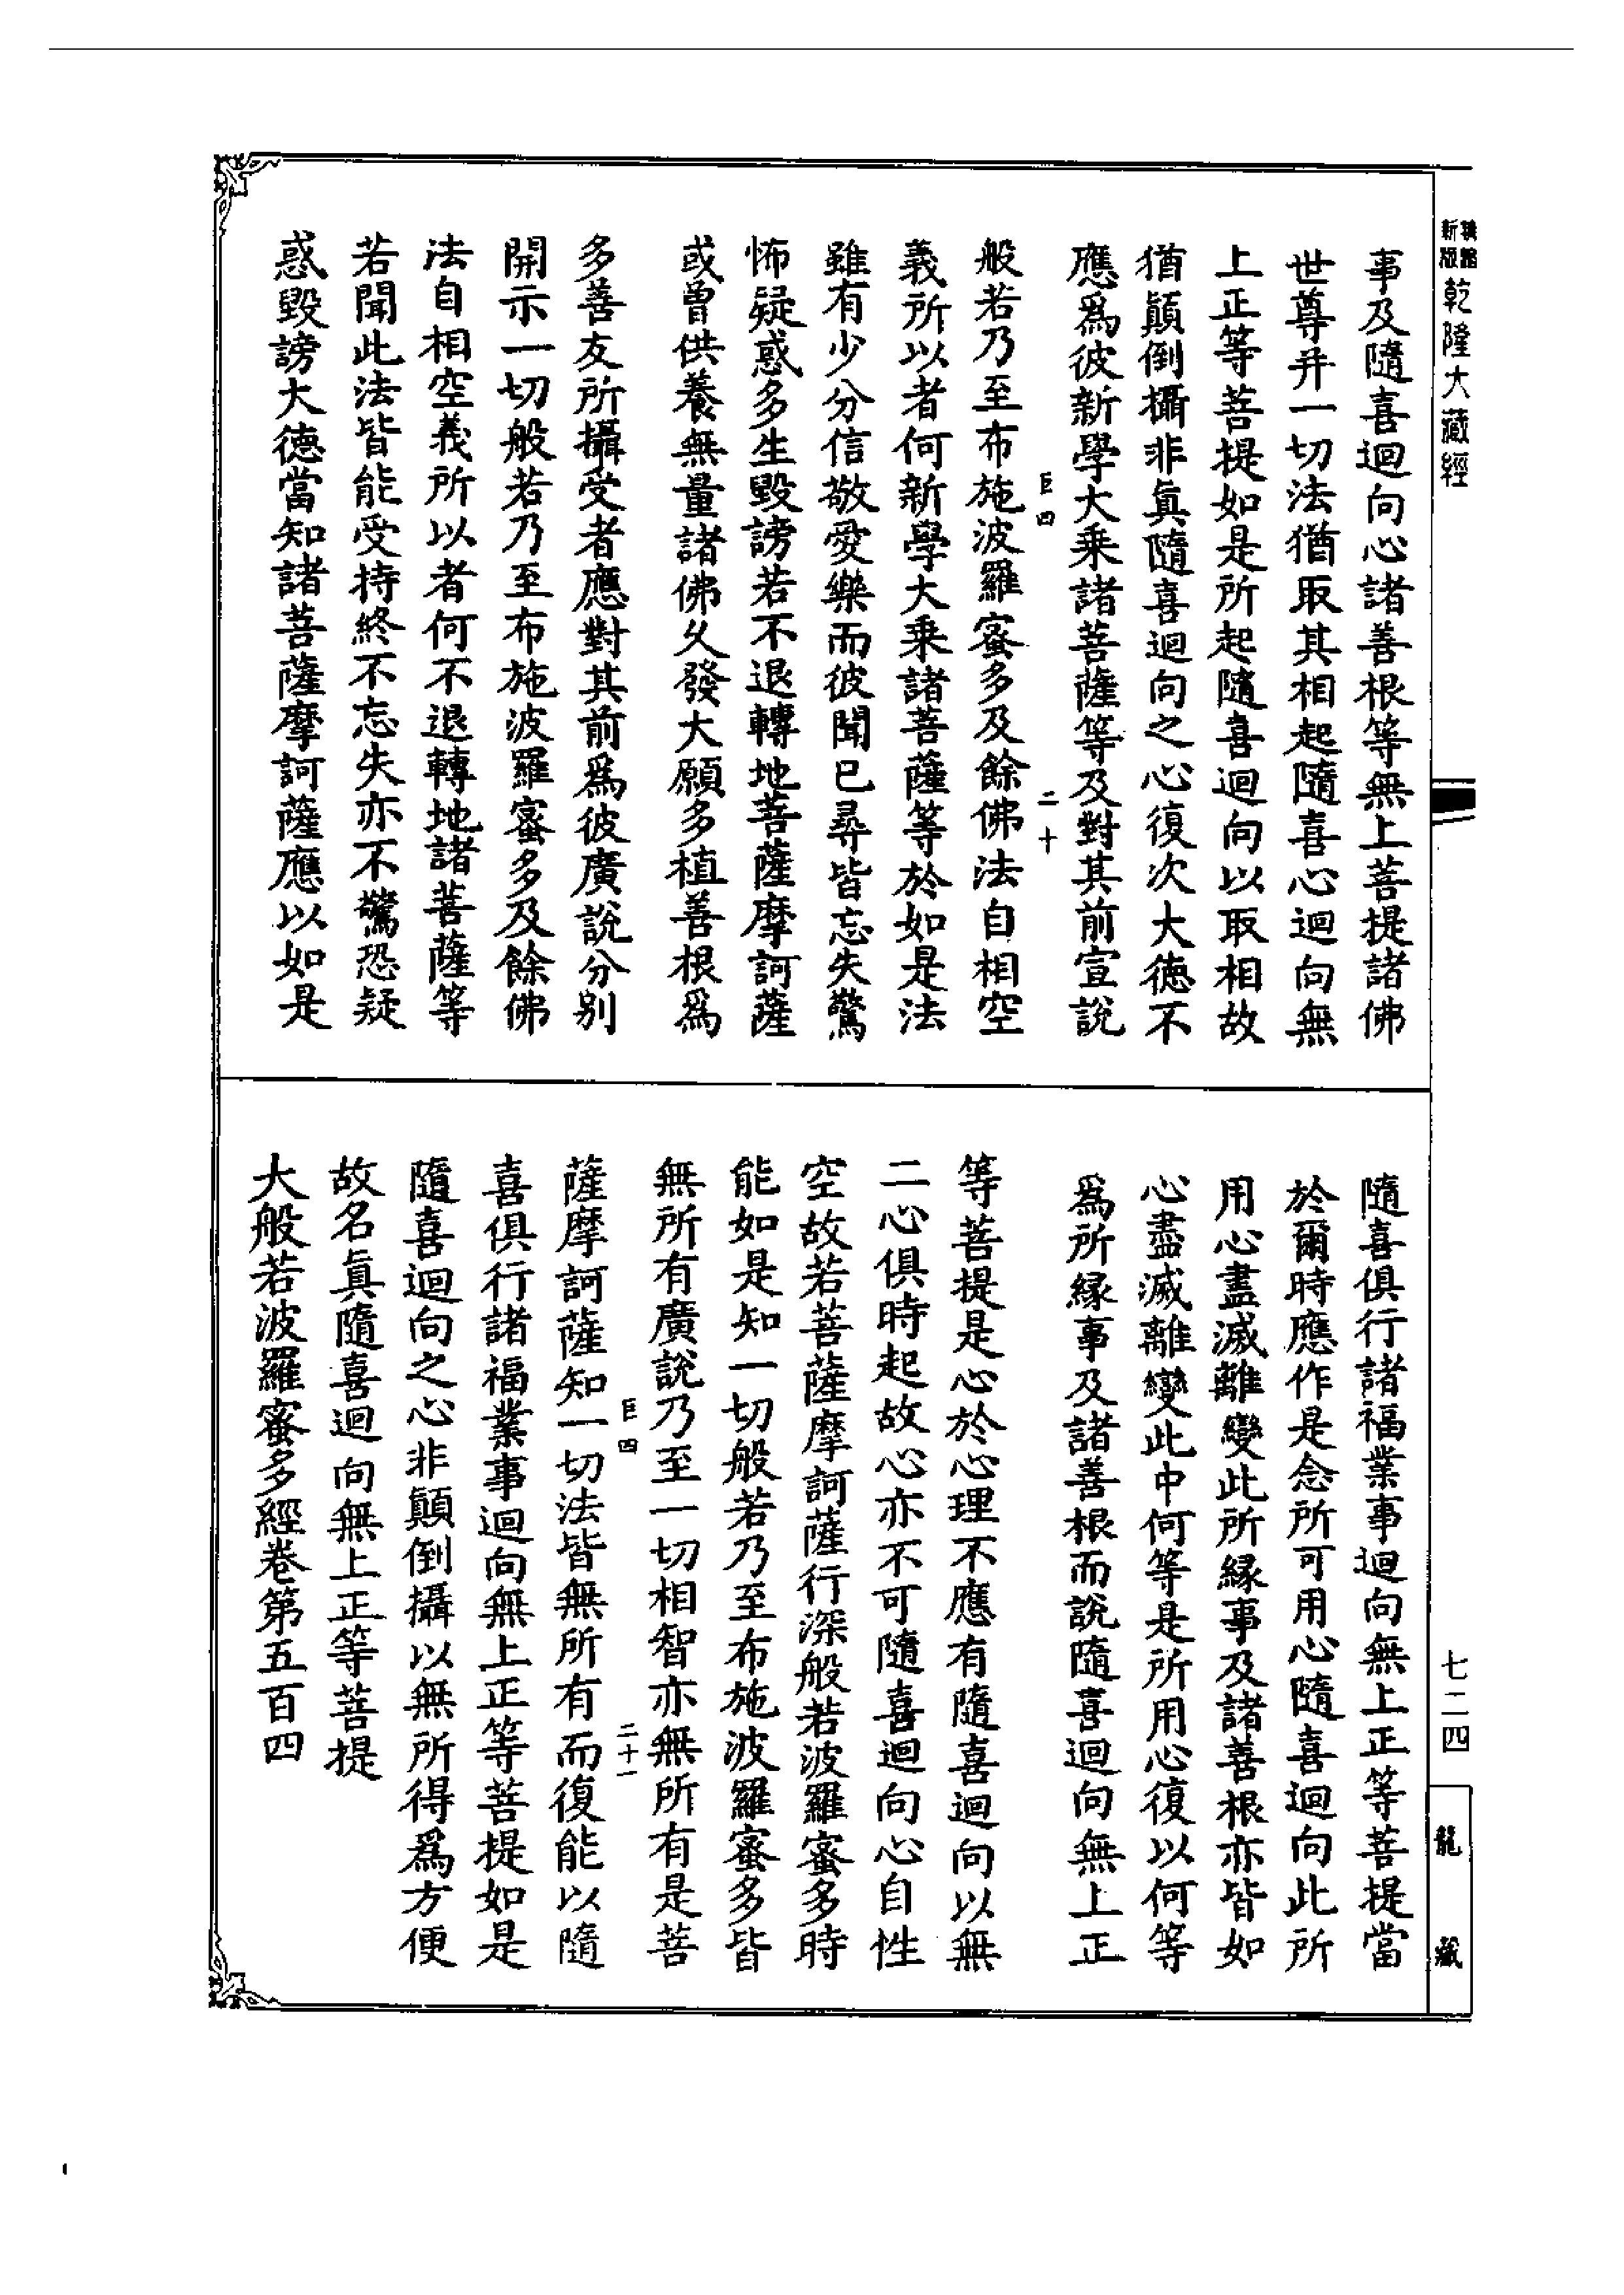 新版
乾隆大藏經
事及隨喜迴向心諸善根等無上菩提諸佛
世尊并一切法猶取其相起隨喜心迴向無
上正等菩提如是所起隨喜迴向以取相故
猶顛倒攝非真隨喜迴向之心復次大德不
應為彼新學大乘諸菩薩等及對其前宣說
巨四
二十
般若乃至布施波羅蜜多及餘佛法自相空
義所以者何新學大乘諸菩薩等於如是法
雖有少分信敬愛樂而彼聞已尋皆忘失驚
怖疑惑多生毀謗若不退轉地菩薩摩訶薩
或曾供養無量諸佛久發大願多植善根為
多善友所攝受者應對其前為彼廣說分别
開示一切般若乃至布施波羅蜜多及餘佛
法自相空義所以者何不退轉地諸菩薩等
若聞此法皆能受持終不忘失亦不驚恐疑
惑毀謗大德當知諸菩薩摩訶薩應以如是
隨喜俱行諸福業事迴向無上正等菩提當
於爾時應作是念所可用心隨喜迴向此所
用心盡滅離變此所緣事及諸善根亦皆如
心盡滅離變此中何等是所用心復以何等
為所緣事及諸善根而說隨喜迴向無上正
等菩提是心於心理不應有隨喜迴向以無
二心俱時起故心亦不可隨喜迴向心自性
空故若菩薩摩訶薩行深般若波羅蜜多時
能如是知一切般若乃至布施波羅蜜多皆
無所有廣說乃至一切相智亦無所有是菩
巨四
二十一
薩摩訶薩知一切法皆無所有而復能以隨
喜俱行諸福業事迴向無上正等菩提如是
隨喜迴向之心非顛倒攝以無所得為方便
故名真隨喜迴向無上正等菩提
大般若波羅蜜多經卷第五百四
七二四
龍藏